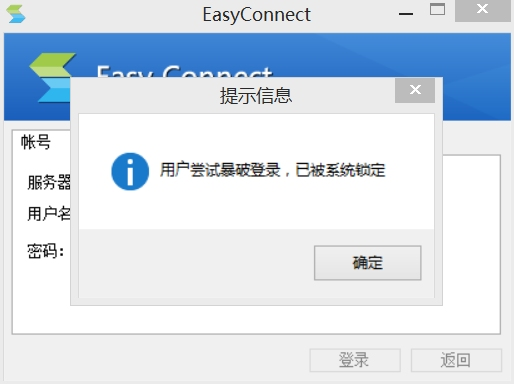 EasyConnect
Easy Connect
提示信息
帐号
用户尝试暴破登录，已被系统锁定
服务器
用户名
密码：
确定
登录
返回